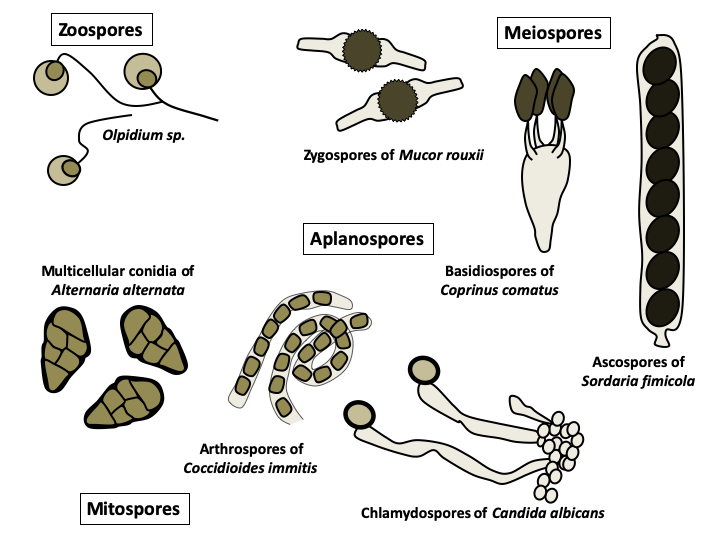 Zoospores
Meiospores
Olpidium sp.
Zygospores of Mucor rouxii
Aplanospores
Multicellular conidia of
Alternaria alternata
Basidiospores of
Coprinus comatus
Ascospores of
Sordaria fimicola
Arthrospores of
Coccidioides immitis
Mitospores
Chlamydospores of Candida albicans